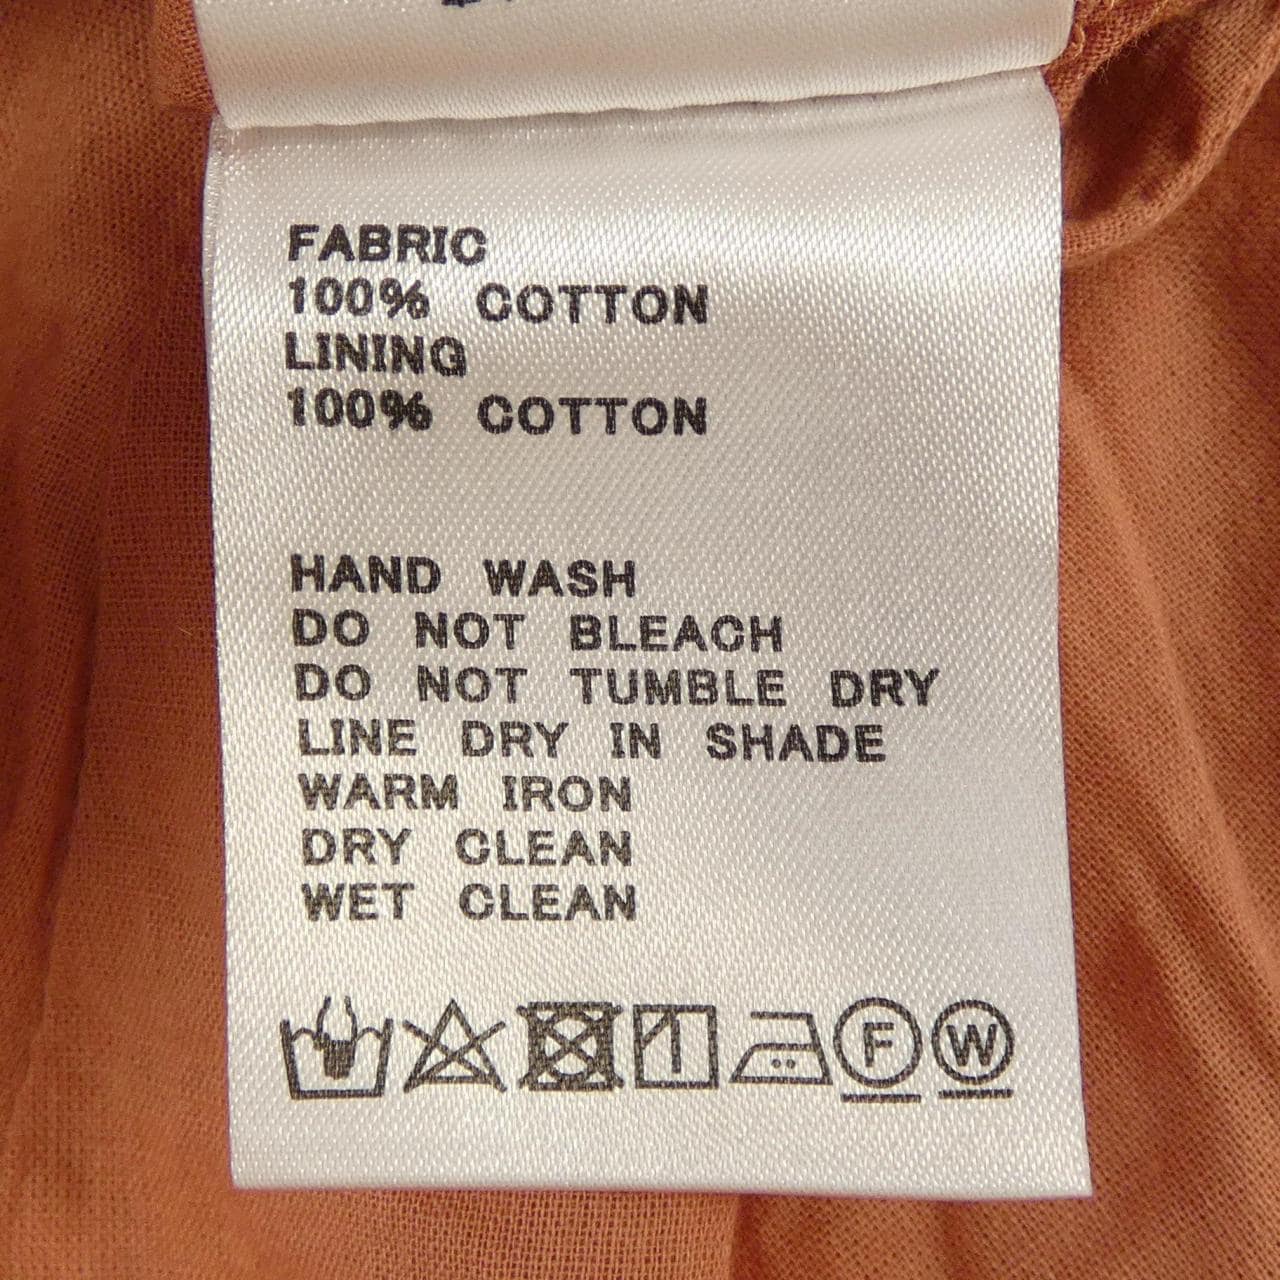 FABRIC
100% COTTON
LINING
100% COTTON
HAND WASH
DO NOT BLEACH
DO NOT TUMBLE DRY
LINE DRY IN SHADE
WARM IRON
DRY CLEAN
WET CLEAN
F W